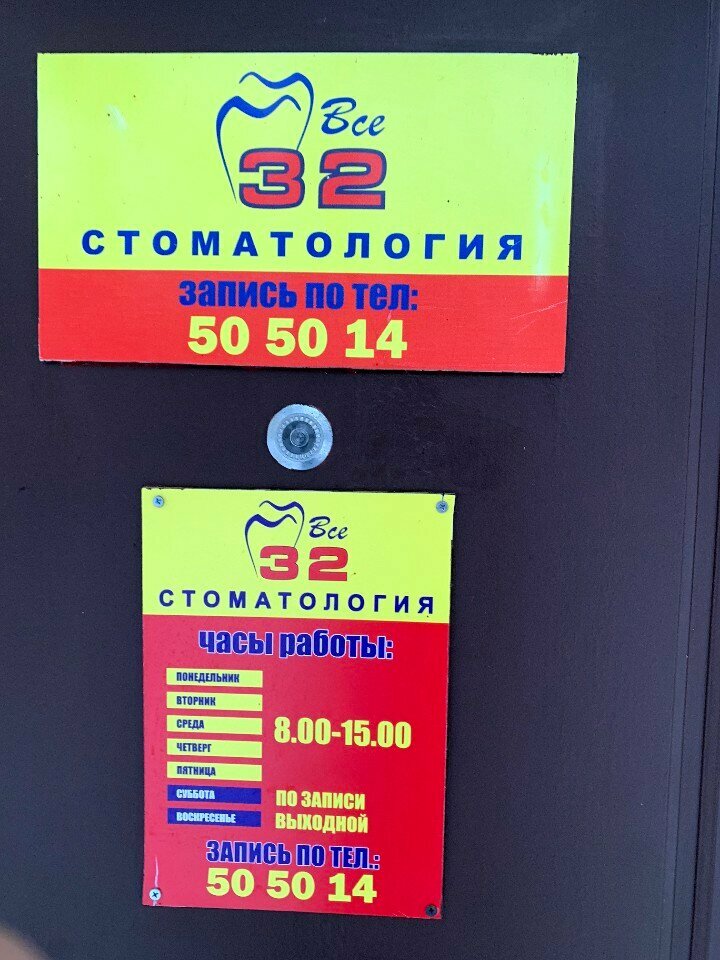 Все
32
СТОМАТОЛОГИЯ
запись по тел:
50 50 14
Все
32
СТОМАТОЛОГИЯ
часы работы:
ПОНЕДЕЛЬНИК
ВТОРНИК
СРЕДА
8.00-15.00
ЧЕТВЕРГ
ПЯТНИЦА
СУББОТА ПО ЗАПИСИ
ВОСКРЕСЕНЬЕ ВЫХОДНОЙ
ЗАПИСЬ ПО ТЕЛ.:
50 50 14